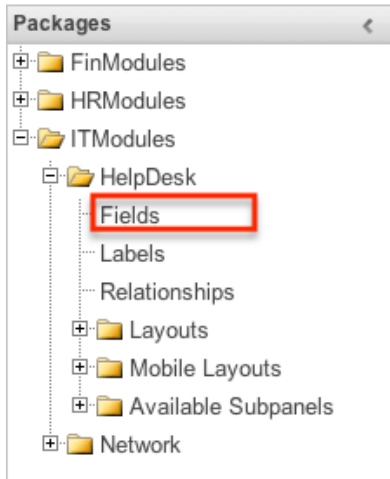 Packages
FinModules
HRModules
ITModules
HelpDesk
Fields
Labels
Relationships
Layouts
Mobile Layouts
Available Subpanels
Network